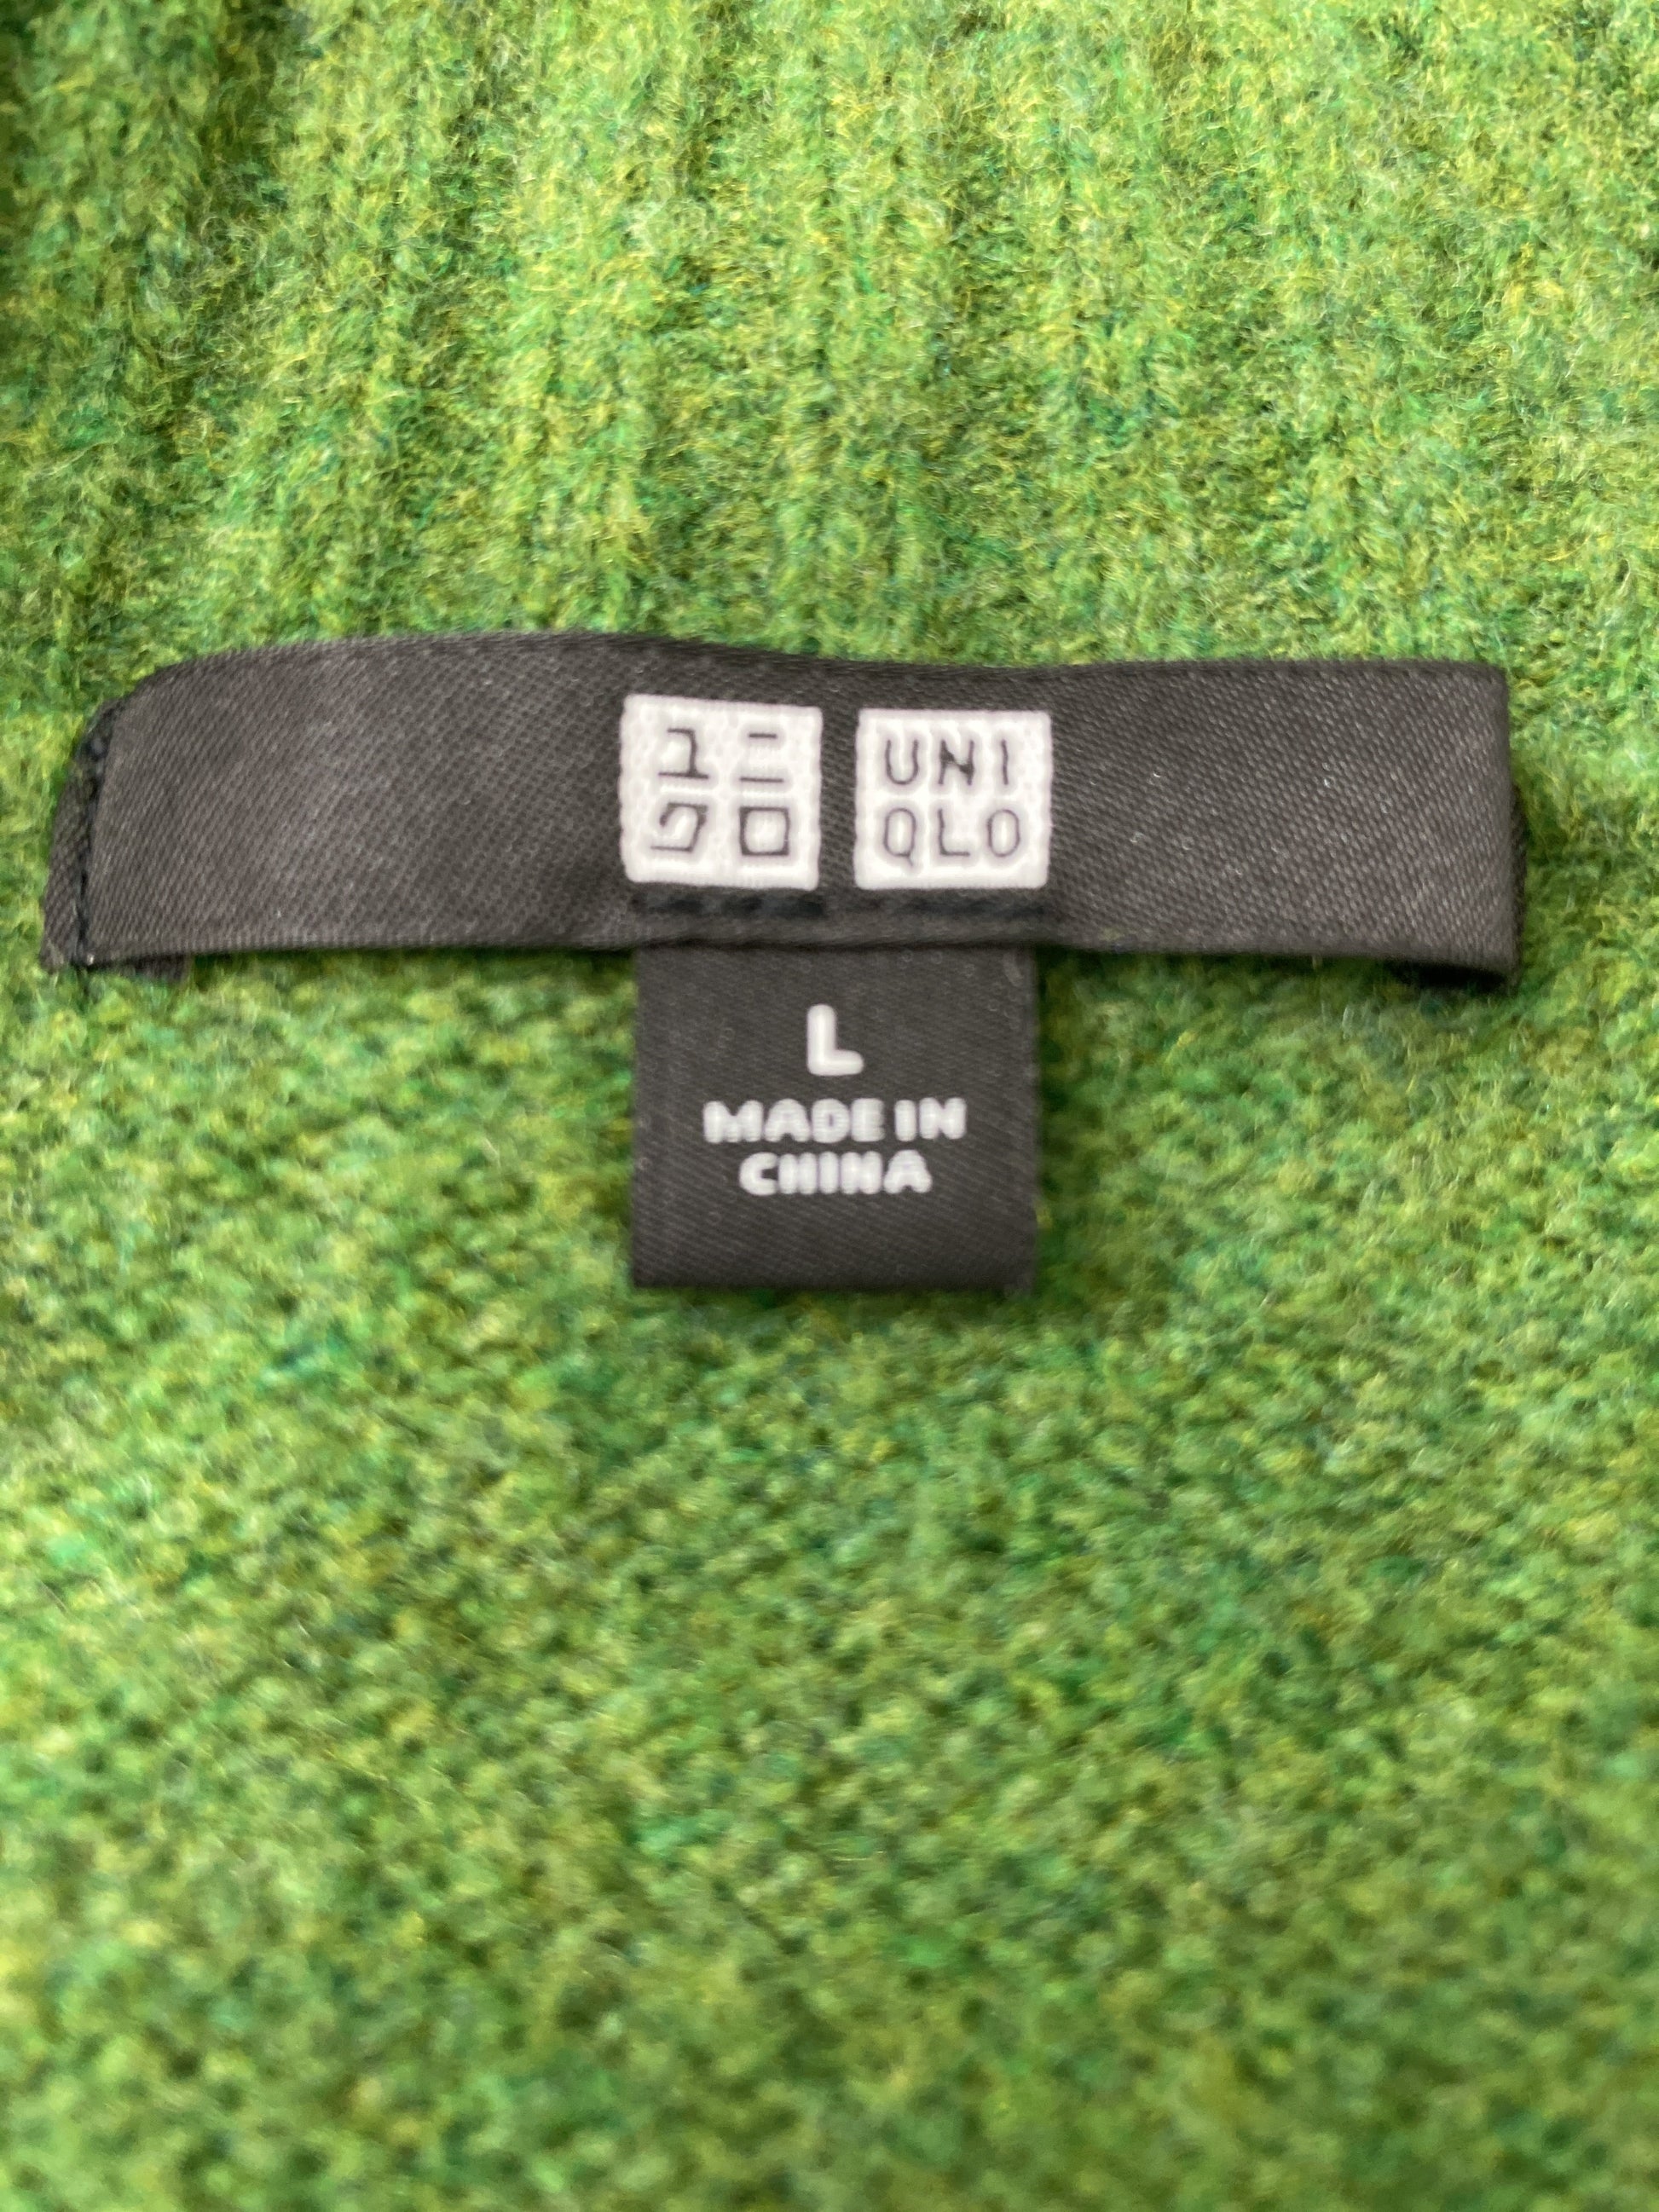 ユニ
クロ
UNI
QLO
L
MADE IN
CHINA